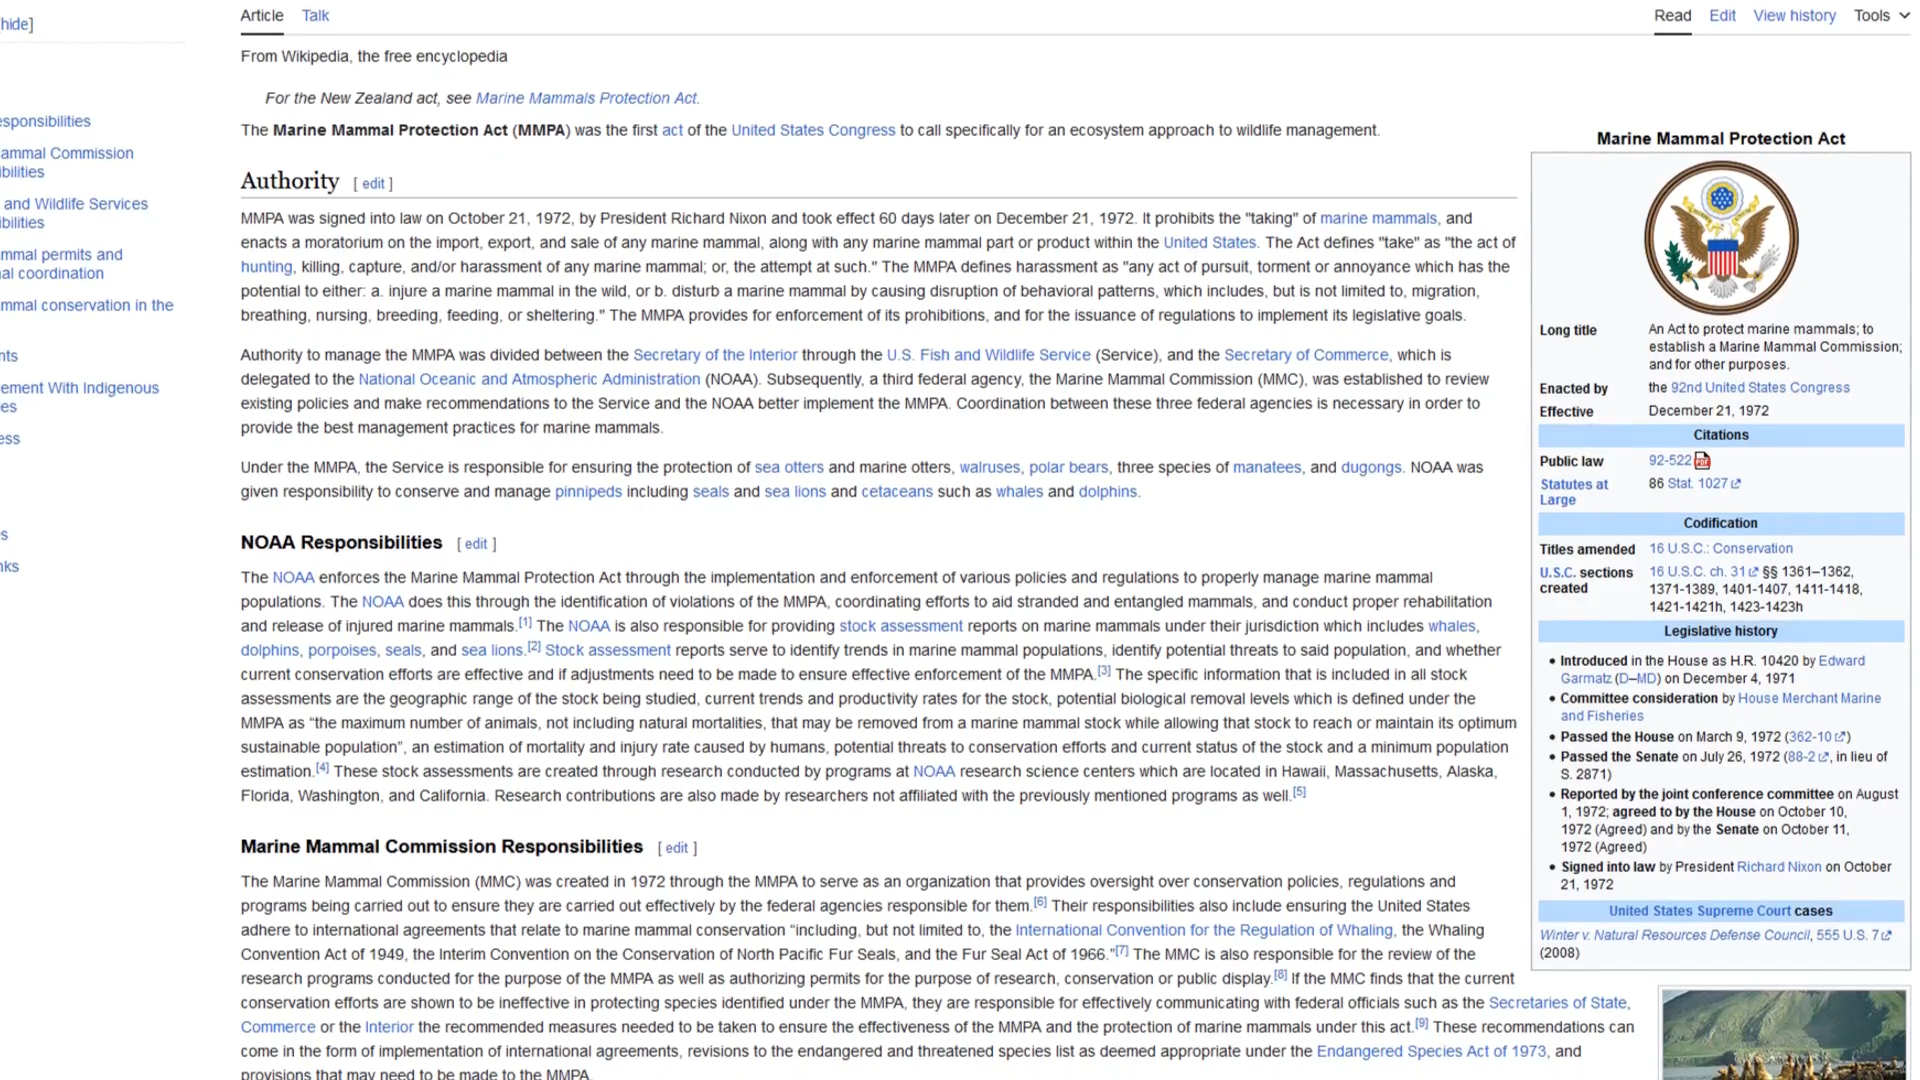 [hide]
Article Talk
Read Edit View history Tools
From Wikipedia, the free encyclopedia
For the New Zealand act, see Marine Mammals Protection Act.
The Marine Mammal Protection Act (MMPA) was the first act of the United States Congress to call specifically for an ecosystem approach to wildlife management.
Authority [ edit ]
MMPA was signed into law on October 21, 1972, by President Richard Nixon and took effect 60 days later on December 21, 1972. It prohibits the "taking" of marine mammals, and
enacts a moratorium on the import, export, and sale of any marine mammal, along with any marine mammal part or product within the United States. The Act defines "take" as "the act of
hunting, killing, capture, and/or harassment of any marine mammal; or, the attempt at such." The MMPA defines harassment as "any act of pursuit, torment or annoyance which has the
potential to either: a. injure a marine mammal in the wild, or b. disturb a marine mammal by causing disruption of behavioral patterns, which includes, but is not limited to, migration,
breathing, nursing, breeding, feeding, or sheltering." The MMPA provides for enforcement of its prohibitions, and for the issuance of regulations to implement its legislative goals.
Authority to manage the MMPA was divided between the Secretary of the Interior through the U.S. Fish and Wildlife Service (Service), and the Secretary of Commerce, which is
delegated to the National Oceanic and Atmospheric Administration (NOAA). Subsequently, a third federal agency, the Marine Mammal Commission (MMC), was established to review
existing policies and make recommendations to the Service and the NOAA better implement the MMPA. Coordination between these three federal agencies is necessary in order to
provide the best management practices for marine mammals.
Under the MMPA, the Service is responsible for ensuring the protection of sea otters and marine otters, walruses, polar bears, three species of manatees, and dugongs. NOAA was
given responsibility to conserve and manage pinnipeds including seals and sea lions and cetaceans such as whales and dolphins.
NOAA Responsibilities [ edit ]
The NOAA enforces the Marine Mammal Protection Act through the implementation and enforcement of various policies and regulations to properly manage marine mammal
populations. The NOAA does this through the identification of violations of the MMPA, coordinating efforts to aid stranded and entangled mammals, and conduct proper rehabilitation
and release of injured marine mammals.[1] The NOAA is also responsible for providing stock assessment reports on marine mammals under their jurisdiction which includes whales,
dolphins, porpoises, seals, and sea lions.[2] Stock assessment reports serve to identify trends in marine mammal populations, identify potential threats to said population, and whether
current conservation efforts are effective and if adjustments need to be made to ensure effective enforcement of the MMPA.[3] The specific information that is included in all stock
assessments are the geographic range of the stock being studied, current trends and productivity rates for the stock, potential biological removal levels which is defined under the
MMPA as “the maximum number of animals, not including natural mortalities, that may be removed from a marine mammal stock while allowing that stock to reach or maintain its optimum
sustainable population”, an estimation of mortality and injury rate caused by humans, potential threats to conservation efforts and current status of the stock and a minimum population
estimation.[4] These stock assessments are created through research conducted by programs at NOAA research science centers which are located in Hawaii, Massachusetts, Alaska,
Florida, Washington, and California. Research contributions are also made by researchers not affiliated with the previously mentioned programs as well.[5]
Marine Mammal Commission Responsibilities [ edit ]
The Marine Mammal Commission (MMC) was created in 1972 through the MMPA to serve as an organization that provides oversight over conservation policies, regulations and
programs being carried out to ensure they are carried out effectively by the federal agencies responsible for them.[6] Their responsibilities also include ensuring the United States
adhere to international agreements that relate to marine mammal conservation “including, but not limited to, the International Convention for the Regulation of Whaling, the Whaling
Convention Act of 1949, the Interim Convention on the Conservation of North Pacific Fur Seals, and the Fur Seal Act of 1966."[7] The MMC is also responsible for the review of the
research programs conducted for the purpose of the MMPA as well as authorizing permits for the purpose of research, conservation or public display.[8] If the MMC finds that the current
conservation efforts are shown to be ineffective in protecting species identified under the MMPA, they are responsible for effectively communicating with federal officials such as the Secretaries of State,
Commerce or the Interior the recommended measures needed to be taken to ensure the effectiveness of the MMPA and the protection of marine mammals under this act.[9] These recommendations can
come in the form of implementation of international agreements, revisions to the endangered and threatened species list as deemed appropriate under the Endangered Species Act of 1973, and
provisions that may need to be made to the MMPA.
esponsibilities
ammal Commission
ibilities
and Wildlife Services
ibilities
mmal permits and
al coordination
mmal conservation in the
nts
ement With Indigenous
es
ess
s
nks
Marine Mammal Protection Act
Long title An Act to protect marine mammals; to
establish a Marine Mammal Commission;
and for other purposes.
Enacted by the 92nd United States Congress
Effective December 21, 1972
Citations
Public law 92-522
Statutes at 86 Stat. 1027
Large
Codification
Titles amended 16 U.S.C.: Conservation
U.S.C. sections 16 U.S.C. ch. 31 §§ 1361–1362,
created 1371-1389, 1401-1407, 1411-1418,
1421-1421h, 1423-1423h
Legislative history
• Introduced in the House as H.R. 10420 by Edward
Garmatz (D–MD) on December 4, 1971
• Committee consideration by House Merchant Marine
and Fisheries
• Passed the House on March 9, 1972 (362-10)
• Passed the Senate on July 26, 1972 (88-2, in lieu of
S. 2871)
• Reported by the joint conference committee on August
1, 1972; agreed to by the House on October 10,
1972 (Agreed) and by the Senate on October 11,
1972 (Agreed)
• Signed into law by President Richard Nixon on October
21, 1972
United States Supreme Court cases
Winter v. Natural Resources Defense Council, 555 U.S. 7
(2008)